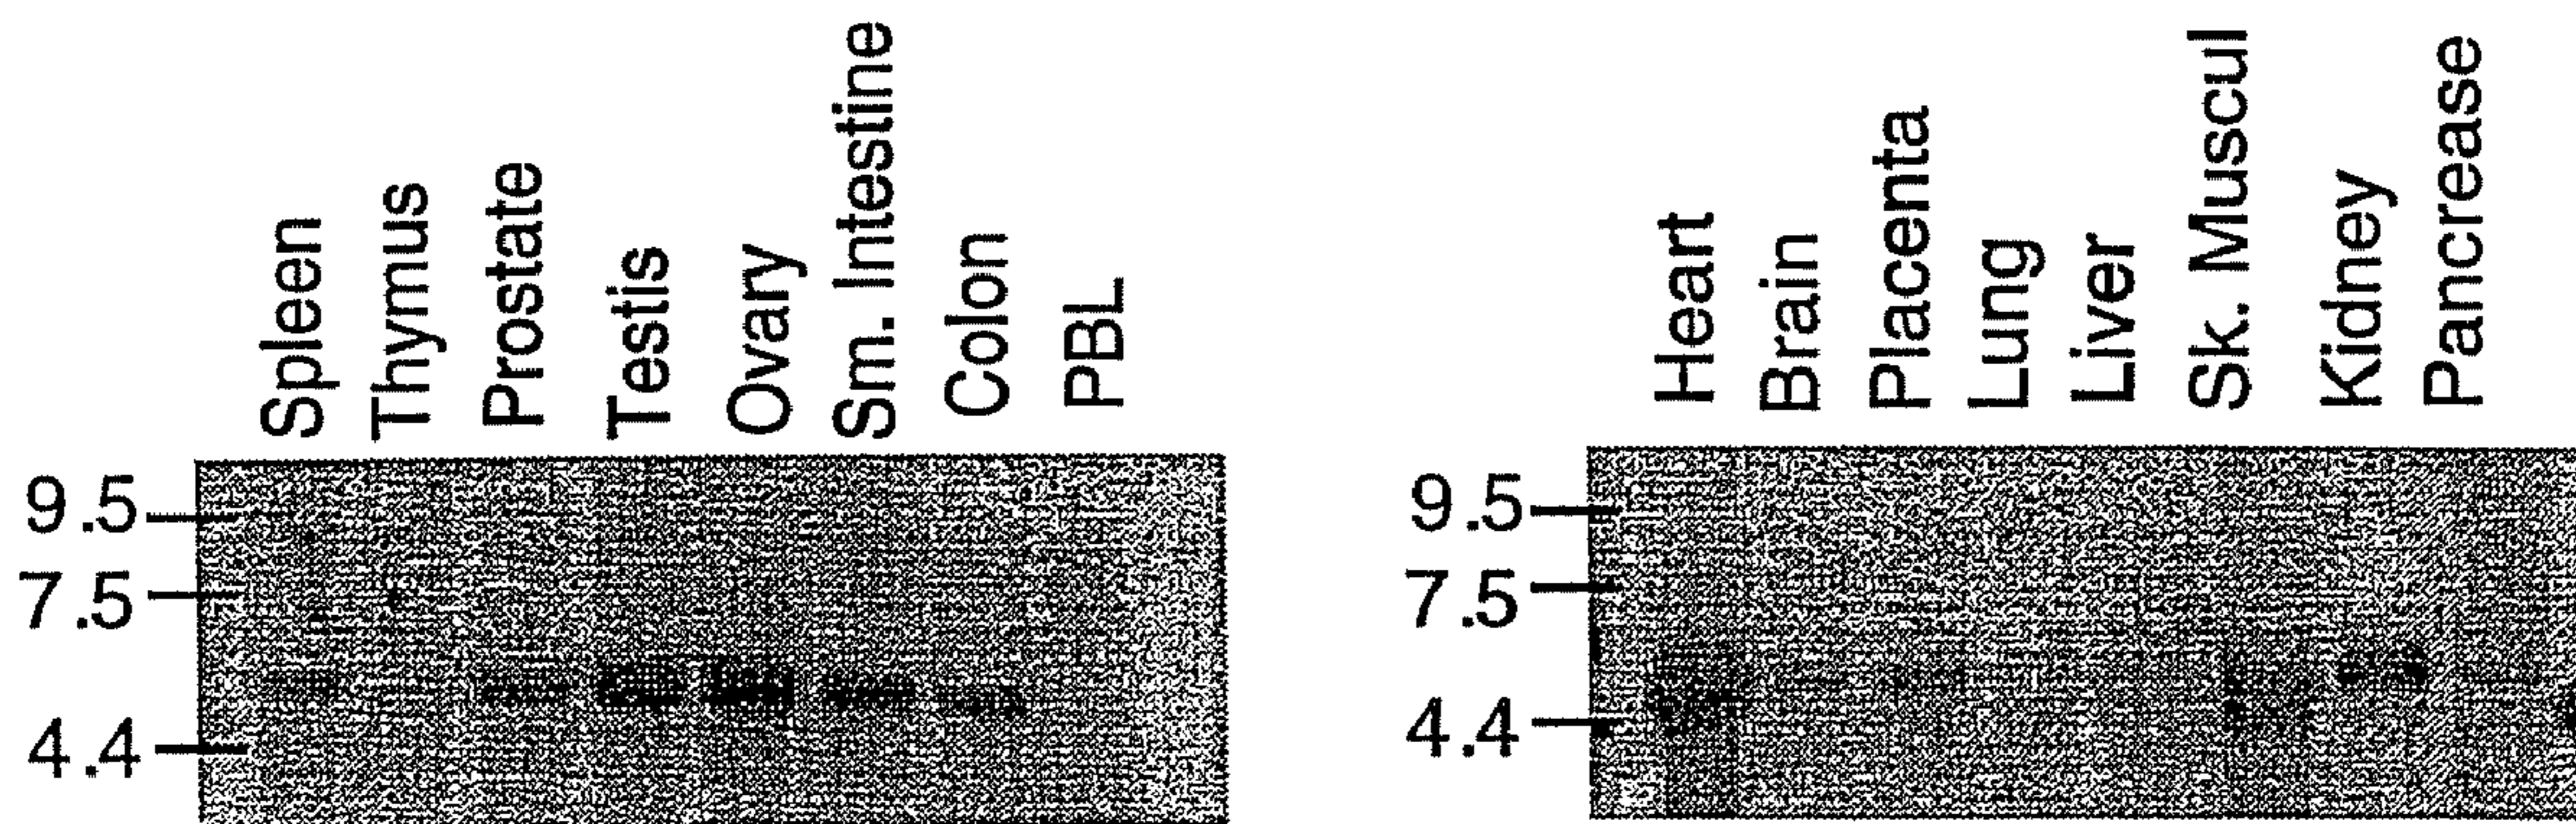 Spleen
Thymus
Prostate
Testis
Ovary
Sm. Intestine
Colon
PBL
9.5
7.5
4.4
Heart
Brain
Placenta
Lung
Liver
Sk. Muscul
Kidney
Pancrease
9.5
7.5
4.4